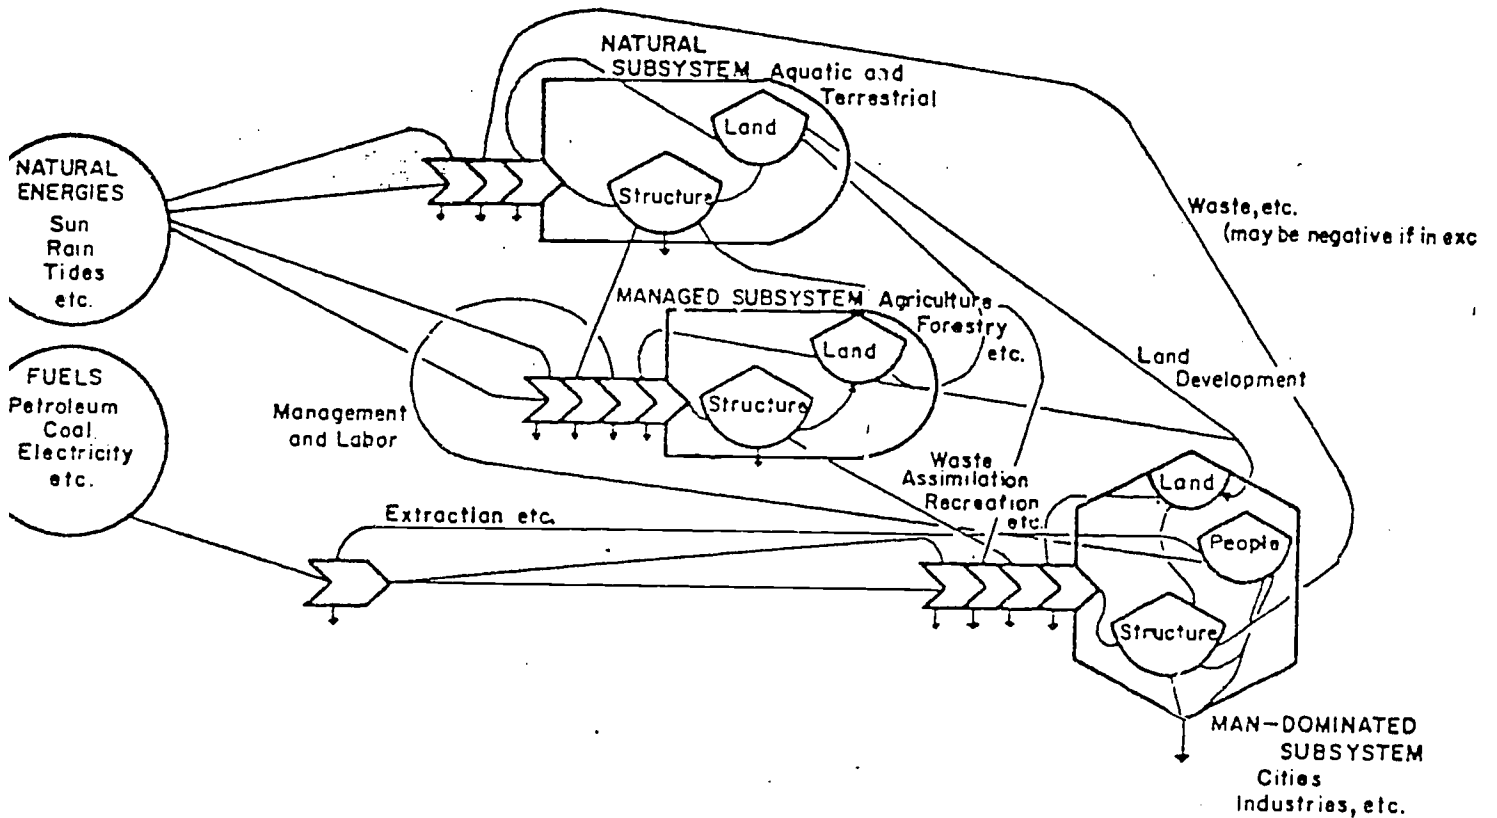 NATURAL
SUBSYSTEM Aquatic and
Terrestrial
Land
Structure
NATURAL
ENERGIES
Sun
Rain
Tides
etc.
Waste, etc.
(may be negative if in exc
MANAGED SUBSYSTEM Agriculture
Forestry
etc.
Land
Structure
Land
Development
FUELS
Petroleum
Coal
Electricity
etc.
Management
and Labor
Waste
Assimilation
Recreation
etc.
Extraction etc.
Land
People
Structure
MAN-DOMINATED
SUBSYSTEM
Cities
Industries, etc.